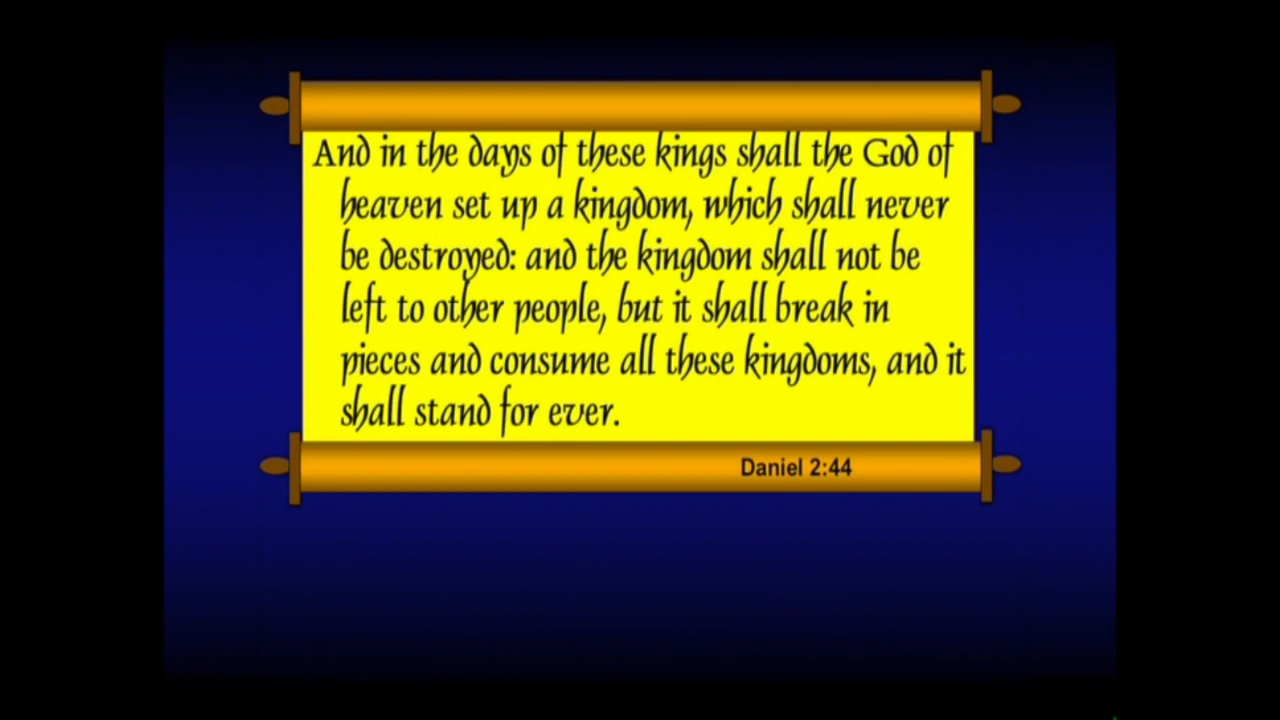 And in the days of these kings shall the God of
heaven set up a kingdom, which shall never
be destroyed: and the kingdom shall not be
left to other people, but it shall break in
pieces and consume all these kingdoms, and it
shall stand for ever.
Daniel 2:44